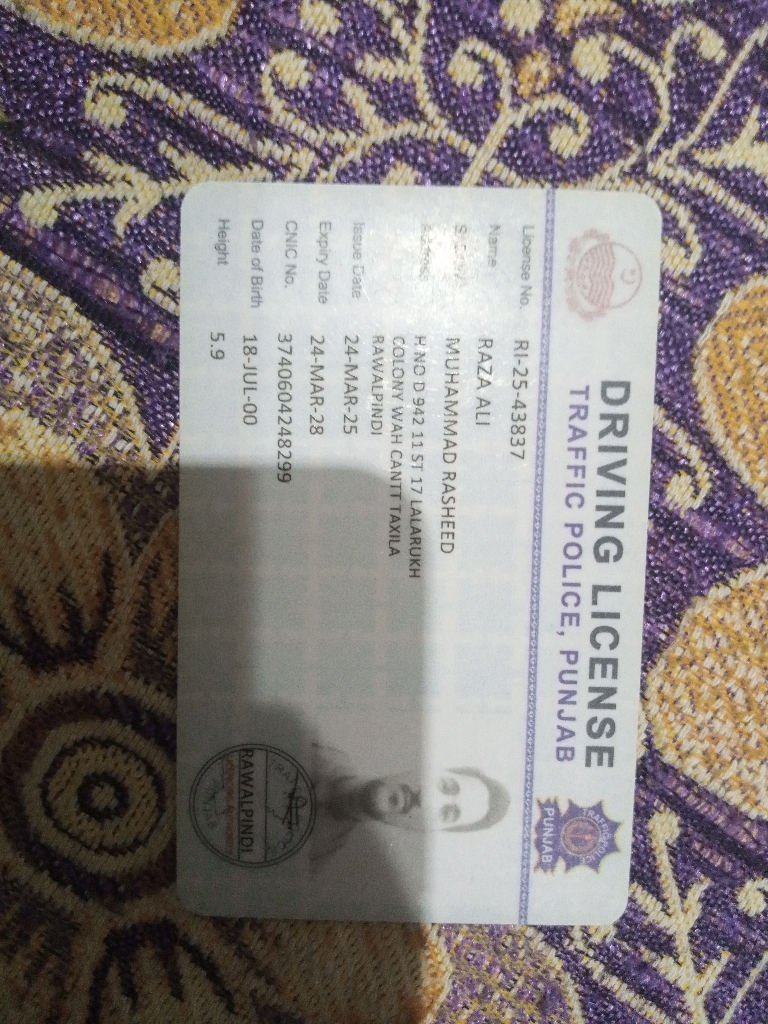 DRIVING LICENSE
TRAFFIC POLICE, PUNJAB
PUNJAB
License No. RI-25-43837
Name RAZA ALI
MUHAMMAD RASHEED
Address H.NO D 942 11 ST 17 LALARUKH
COLONY WAH CANTT TAXILA
RAWALPINDI
Issue Date 24-MAR-25
Expiry Date 24-MAR-28
CNIC No. 3740604248299
Date of Birth 18-JUL-00
Height 5.9
RAWALPINDI